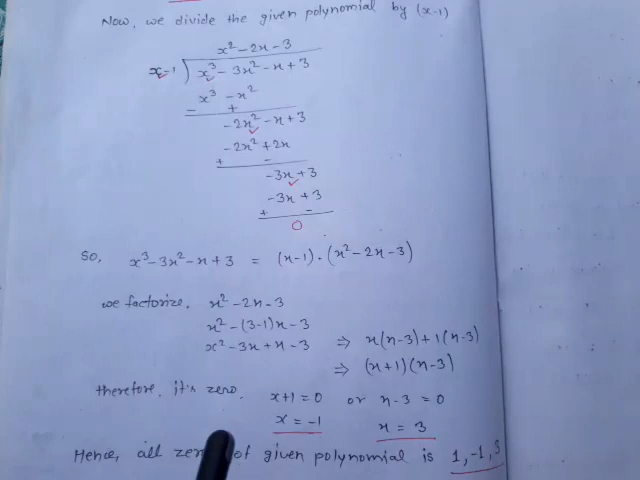 Now, we divide the given polynomial by (x-1)
x²-2x-3
x-1 ) x³-3x²-x+3
x³-x²
- +
-2x²-x+3
-2x²+2x
+ -
-3x+3
-3x+3
+ -
0
So, x³-3x²-x+3 = (x-1)·(x²-2x-3)
we factorize, x²-2x-3
x²-(3-1)x-3
x²-3x+x-3 ⇒ x(x-3)+1(x-3)
⇒ (x+1)(x-3)
therefore, it's zero, x+1=0 or x-3=0
x=-1
x=3
Hence, all of given polynomial is 1,-1,3